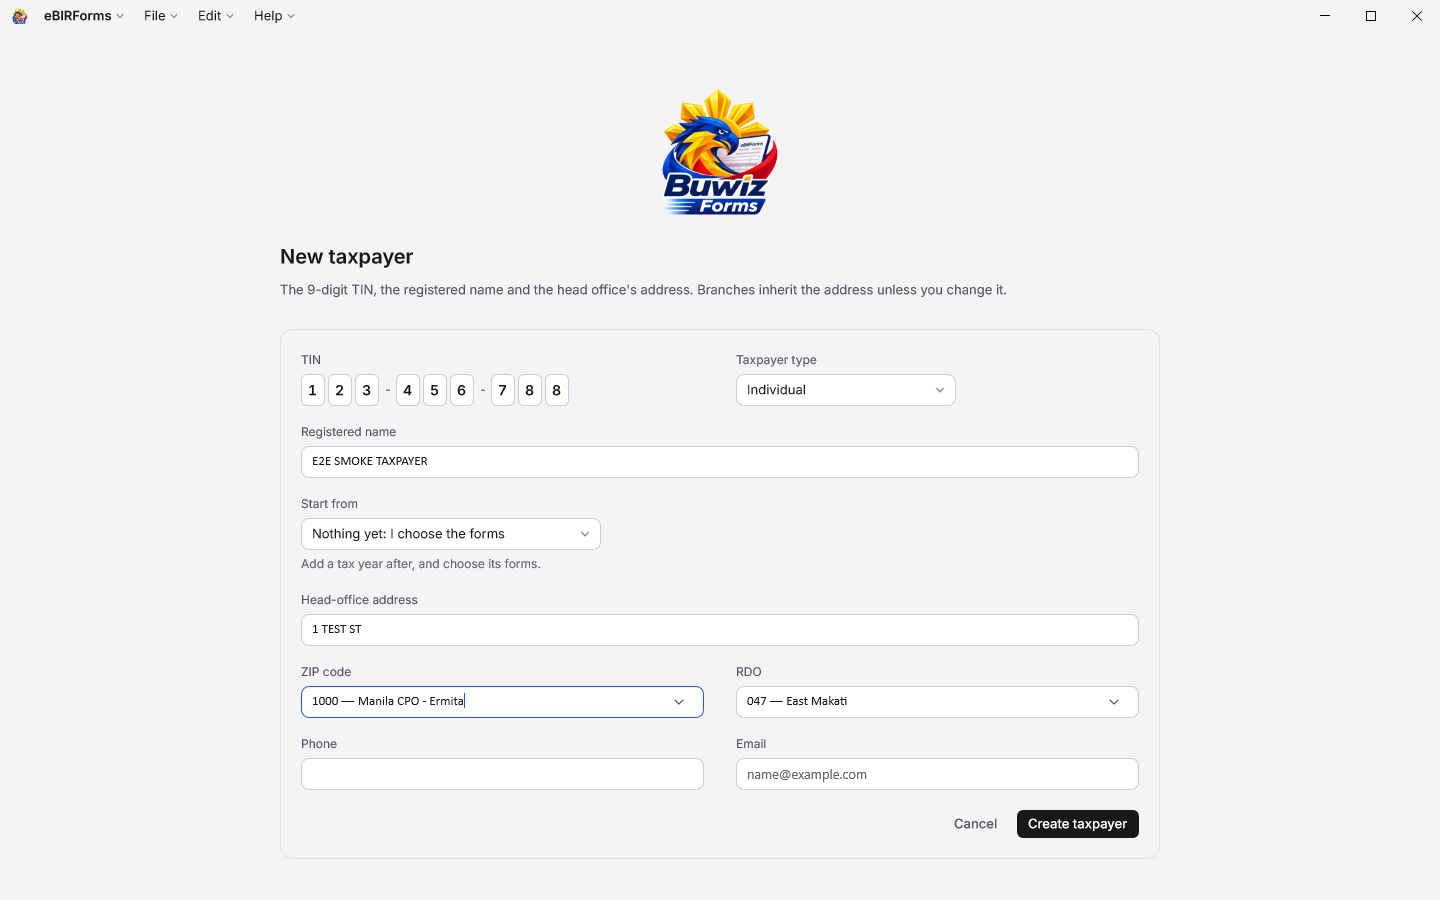 eBIRForms File Edit Help
eBIRForms
Buwiz
Forms
New taxpayer
The 9-digit TIN, the registered name and the head office's address. Branches inherit the address unless you change it.
TIN
Taxpayer type
1 2 3 - 4 5 6 - 7 8 8
Individual
Registered name
E2E SMOKE TAXPAYER
Start from
Nothing yet: I choose the forms
Add a tax year after, and choose its forms.
Head-office address
1 TEST ST
ZIP code
RDO
1000 — Manila CPO - Ermita
047 — East Makati
Phone
Email
name@example.com
Cancel
Create taxpayer